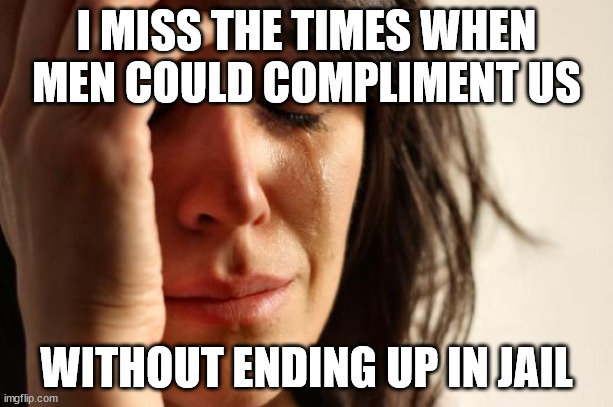 I MISS THE TIMES WHEN
MEN COULD COMPLIMENT US
WITHOUT ENDING UP IN JAIL
imgflip.com